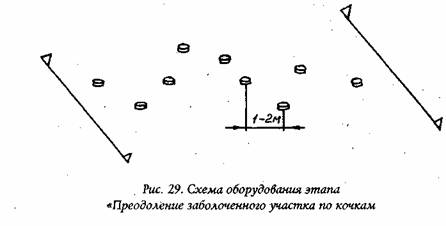 1-2м
Рис. 29. Схема оборудования этапа
«Преодоление заболоченного участка по кочкам